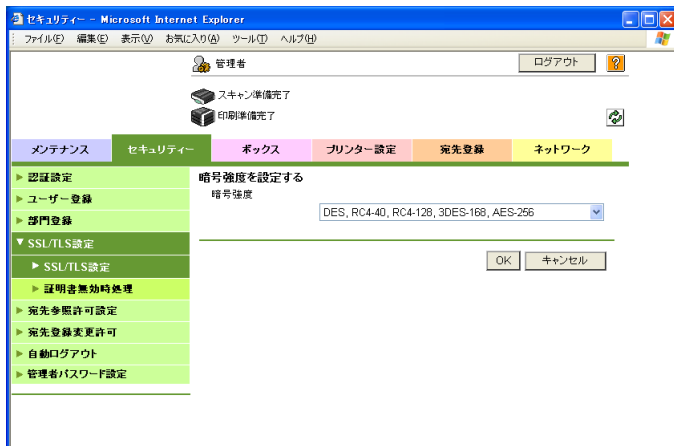 セキュリティー - Microsoft Internet Explorer
ファイル(F) 編集(E) 表示(V) お気に入り(A) ツール(T) ヘルプ(H)
管理者
ログアウト
?
スキャン準備完了
印刷準備完了
メンテナンス
セキュリティー
ボックス
プリンター設定
宛先登録
ネットワーク
認証設定
ユーザー登録
部門登録
SSL/TLS設定
SSL/TLS設定
証明書無効時処理
宛先参照許可設定
宛先登録変更許可
自動ログアウト
管理者パスワード設定
暗号強度を設定する
暗号強度
DES, RC4-40, RC4-128, 3DES-168, AES-256
OK
キャンセル